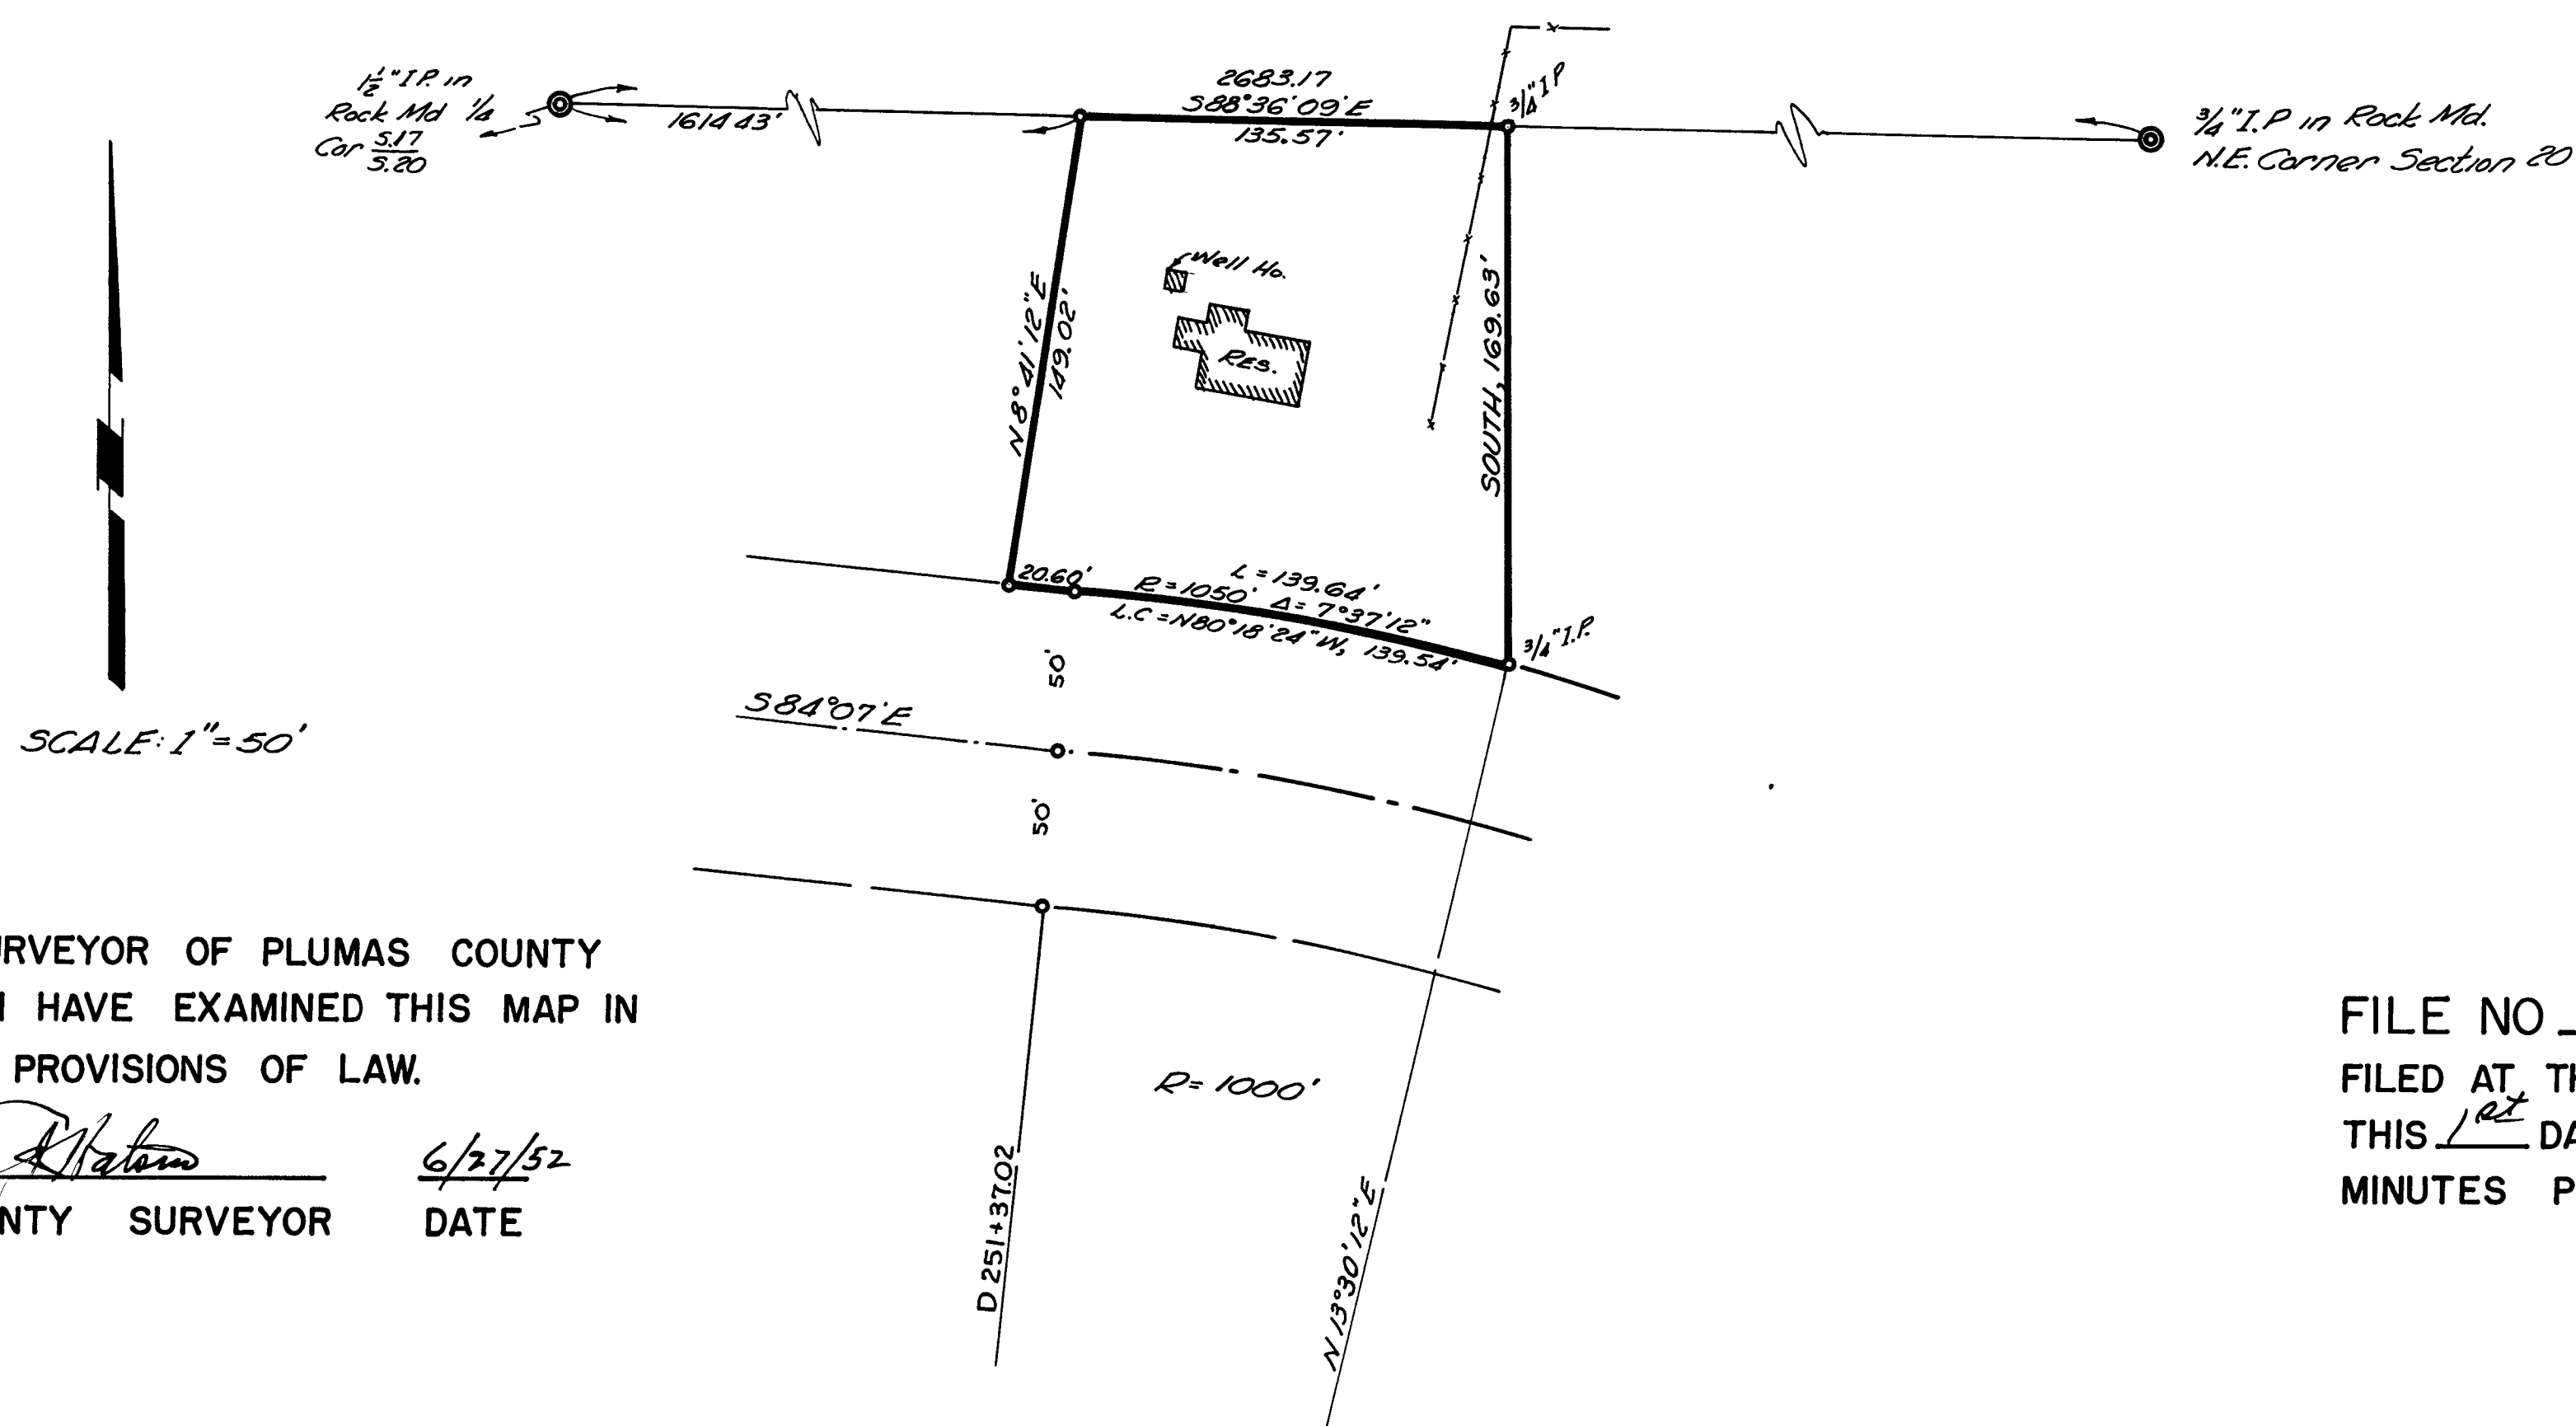 1½" I.P. in
Rock Md ¼
Cor S.17
S.20
1614 43'
2683.17
S88°36'09"E
135.57'
3/4" I P
3/4" I.P in Rock Md.
N.E. Corner Section 20
Well Ho.
RES.
N8°41'12"E
149.02'
SOUTH, 169.63'
20.60'
L = 139.64'
R = 1050' Δ = 7°37'12"
L.C = N80°18'24"W, 139.54'
3/4" I.P.
50'
S84°07'E
50'
SCALE: 1"=50'
R= 1000'
D 251+37.02
N13°30'12"E
RVEYOR OF PLUMAS COUNTY
I HAVE EXAMINED THIS MAP IN
PROVISIONS OF LAW.
6/27/52
NTY SURVEYOR DATE
FILE NO
FILED AT TH
THIS 1st DA
MINUTES P